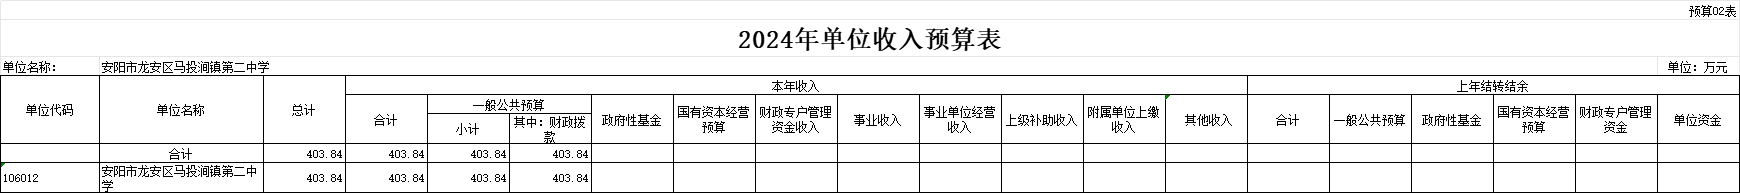 预算02表
2024年单位收入预算表
单位名称： 安阳市龙安区马投涧镇第二中学 单位：万元
单位代码 单位名称 总计 本年收入 上年结转结余
合计 一般公共预算 政府性基金 国有资本经营预算 财政专户管理资金收入 事业收入 事业单位经营收入 上级补助收入 附属单位上缴收入 其他收入 合计 一般公共预算 政府性基金 国有资本经营预算 财政专户管理资金 单位资金
小计 其中：财政拨款
合计 403.84 403.84 403.84 403.84
106012 安阳市龙安区马投涧镇第二中学 403.84 403.84 403.84 403.84